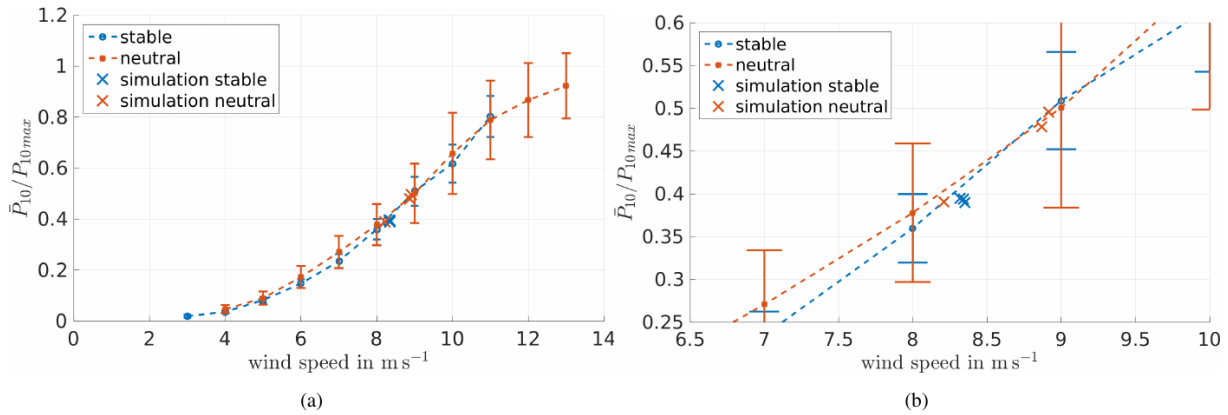 1.2
1
0.8
0.6
0.4
0.2
0
P̄₁₀/P₁₀ₘₐₓ
stable
neutral
simulation stable
simulation neutral
0 2 4 6 8 10 12 14
wind speed in m s⁻¹
(a)
0.6
0.55
0.5
0.45
0.4
0.35
0.3
0.25
P̄₁₀/P₁₀ₘₐₓ
stable
neutral
simulation stable
simulation neutral
6.5 7 7.5 8 8.5 9 9.5 10
wind speed in m s⁻¹
(b)